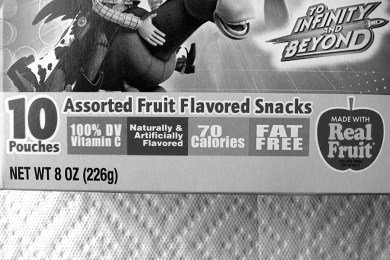 TO
INFINITY
AND
BEYOND
10
Pouches
Assorted Fruit Flavored Snacks
100% DV
Vitamin C
Naturally &
Artificially
Flavored
70
Calories
FAT
FREE
MADE WITH
Real
Fruit
NET WT 8 OZ (226g)